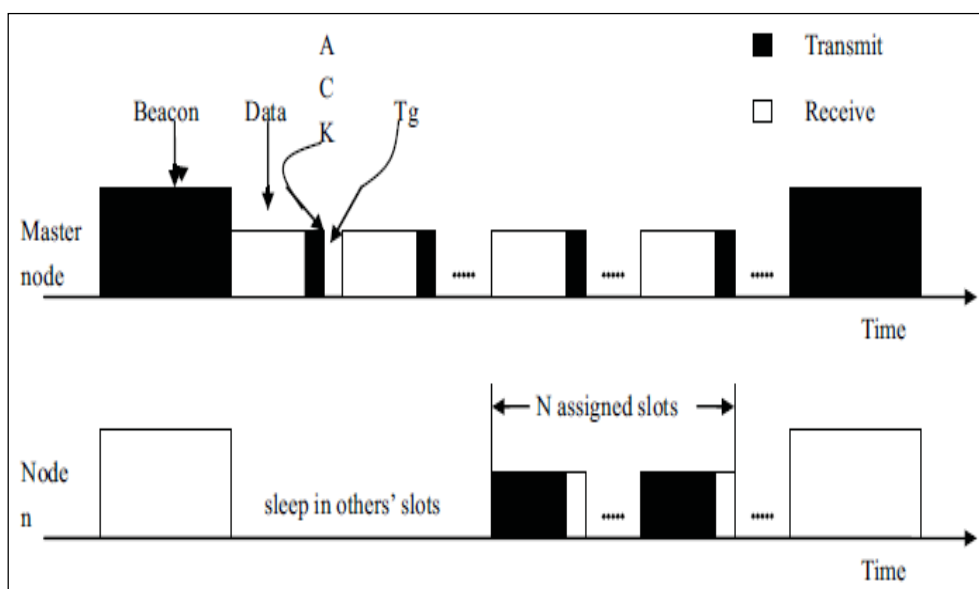 A
C
K
Transmit
Beacon
Data
Tg
Receive
Master
node
Time
N assigned slots
Node
n
sleep in others' slots
Time